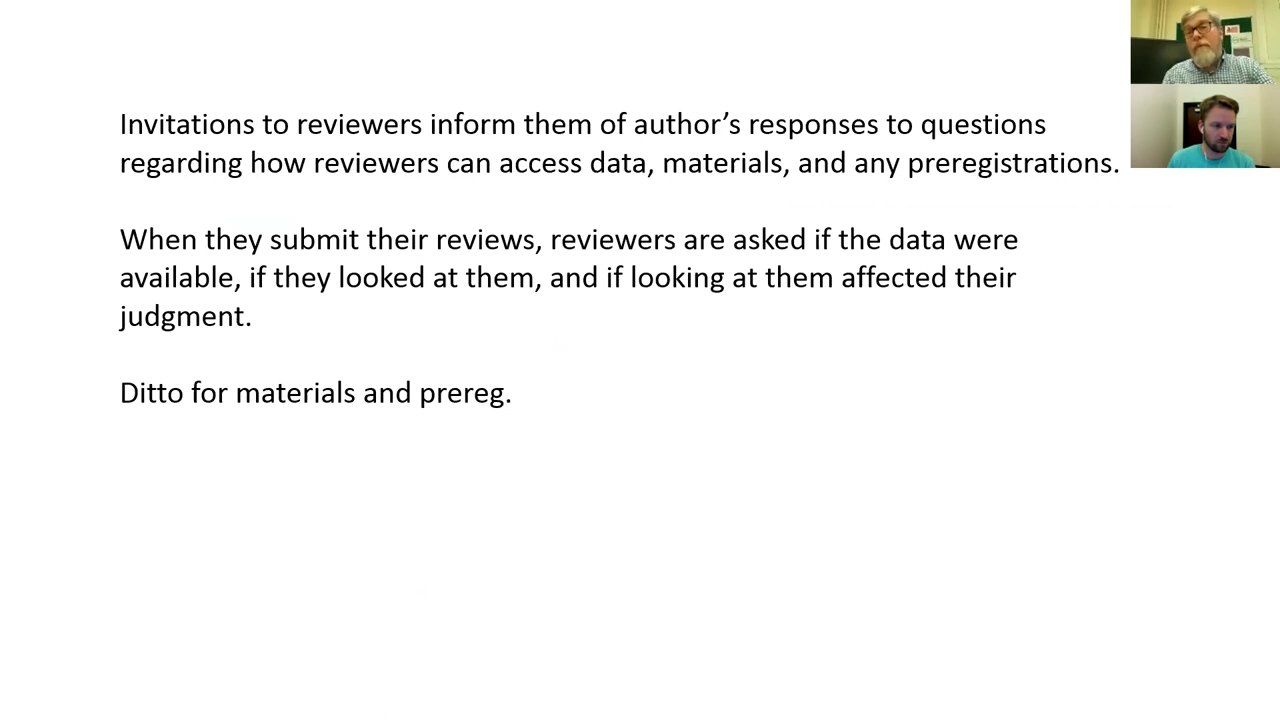 Invitations to reviewers inform them of author’s responses to questions
regarding how reviewers can access data, materials, and any preregistrations.
When they submit their reviews, reviewers are asked if the data were
available, if they looked at them, and if looking at them affected their
judgment.
Ditto for materials and prereg.